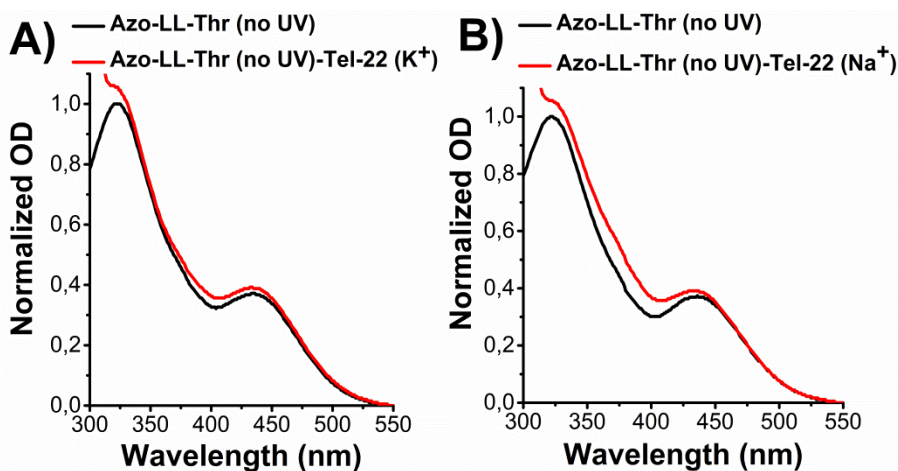 A)
Azo-LL-Thr (no UV)
Azo-LL-Thr (no UV)-Tel-22 (K⁺)
Normalized OD
1,0
0,8
0,6
0,4
0,2
0,0
300 350 400 450 500 550
Wavelength (nm)
B)
Azo-LL-Thr (no UV)
Azo-LL-Thr (no UV)-Tel-22 (Na⁺)
Normalized OD
1,0
0,8
0,6
0,4
0,2
0,0
300 350 400 450 500 550
Wavelength (nm)